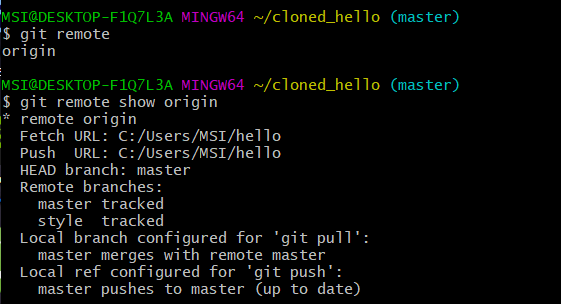 MSI@DESKTOP-F1Q7L3A MINGW64 ~/cloned_hello (master)
$ git remote
origin
MSI@DESKTOP-F1Q7L3A MINGW64 ~/cloned_hello (master)
$ git remote show origin
* remote origin
  Fetch URL: C:/Users/MSI/hello
  Push  URL: C:/Users/MSI/hello
  HEAD branch: master
  Remote branches:
    master tracked
    style  tracked
  Local branch configured for 'git pull':
    master merges with remote master
  Local ref configured for 'git push':
    master pushes to master (up to date)